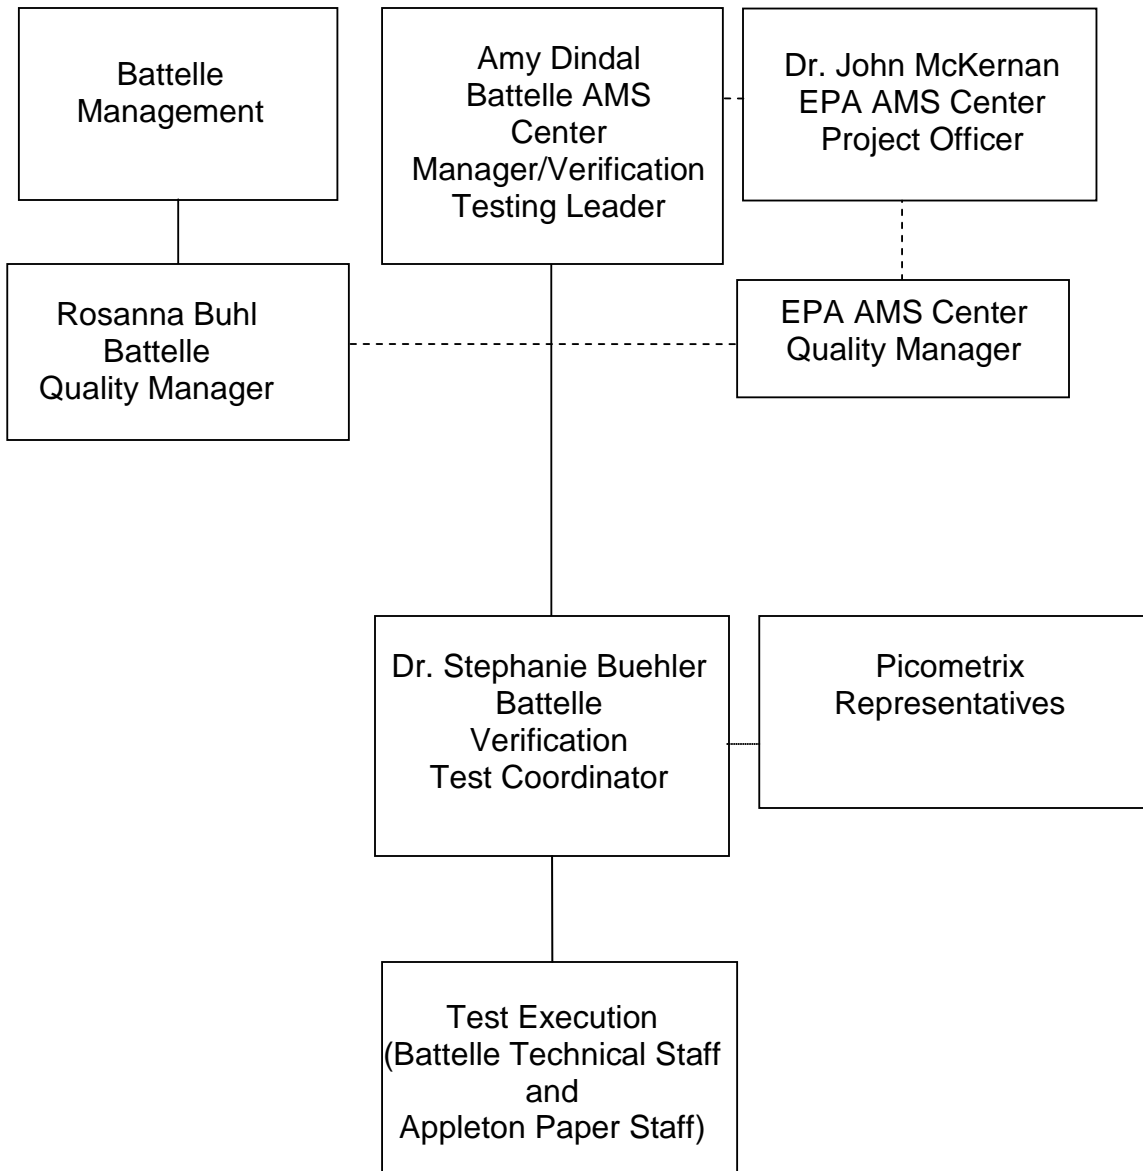 Battelle
Management
Amy Dindal
Battelle AMS
Center
Manager/Verification
Testing Leader
Dr. John McKernan
EPA AMS Center
Project Officer
Rosanna Buhl
Battelle
Quality Manager
EPA AMS Center
Quality Manager
Dr. Stephanie Buehler
Battelle
Verification
Test Coordinator
Picometrix
Representatives
Test Execution
(Battelle Technical Staff
and
Appleton Paper Staff)